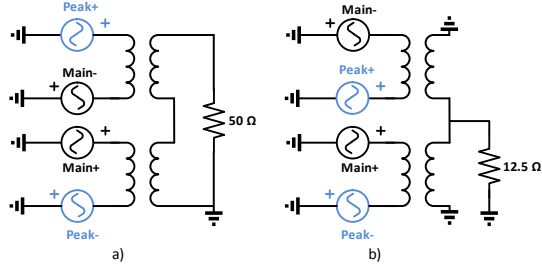 Peak+
+
+
Main-
50 Ω
+
Main+
+
Peak-
a)
Main-
+
Peak+
+
12.5 Ω
+
Main+
+
Peak-
b)